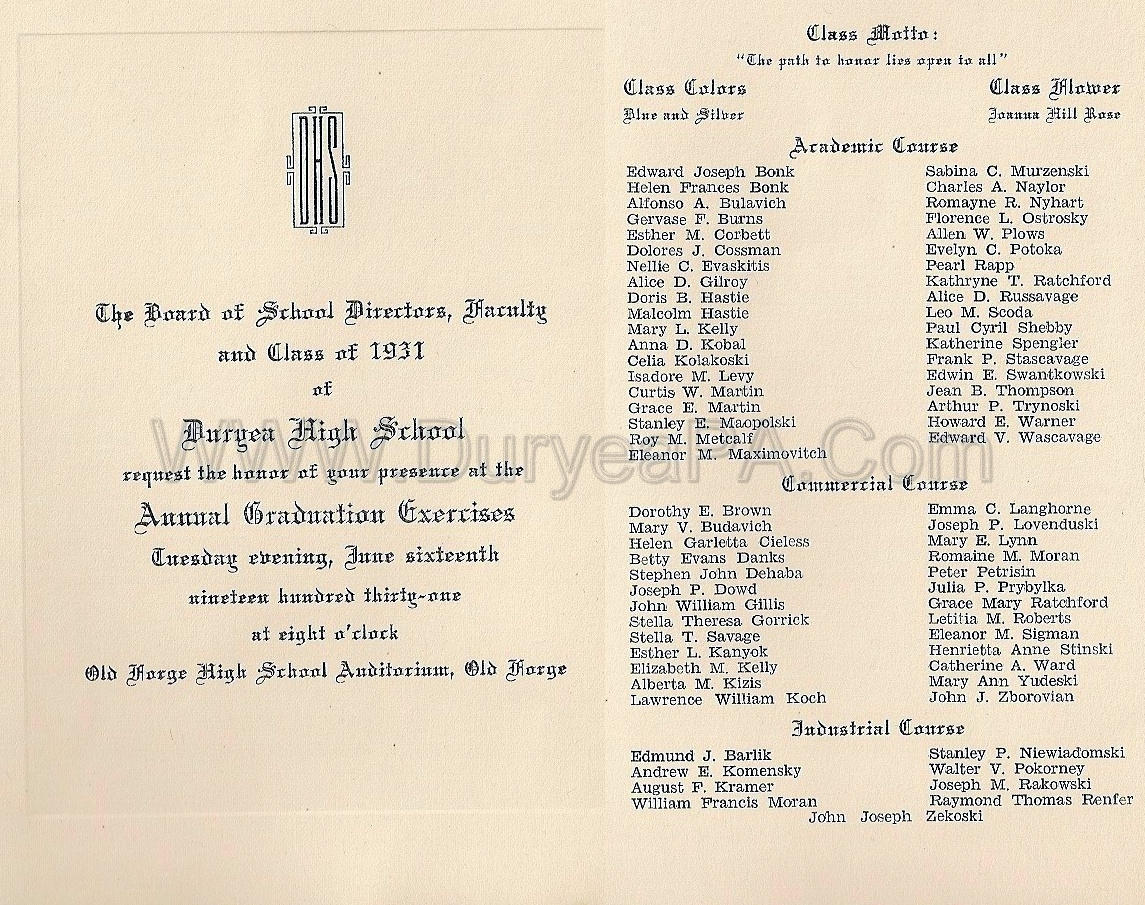 DHS
The Board of School Directors, Faculty
and Class of 1931
of
Duryea High School
request the honor of your presence at the
Annual Graduation Exercises
Tuesday evening, June sixteenth
nineteen hundred thirty-one
at eight o'clock
Old Forge High School Auditorium, Old Forge
WWW.DuryeaPA.Com
Class Motto:
"The path to honor lies open to all"
Class Colors
Blue and Silver
Class Flower
Joanna Hill Rose
Academic Course
Edward Joseph Bonk
Helen Frances Bonk
Alfonso A. Bulavich
Gervase F. Burns
Esther M. Corbett
Dolores J. Cossman
Nellie C. Evaskitis
Alice D. Gilroy
Doris B. Hastie
Malcolm Hastie
Mary L. Kelly
Anna D. Kobal
Celia Kolakoski
Isadore M. Levy
Curtis W. Martin
Grace E. Martin
Stanley E. Maopolski
Roy M. Metcalf
Eleanor M. Maximovitch
Sabina C. Murzenski
Charles A. Naylor
Romayne R. Nyhart
Florence L. Ostrosky
Allen W. Plows
Evelyn C. Potoka
Pearl Rapp
Kathryne T. Ratchford
Alice D. Russavage
Leo M. Scoda
Paul Cyril Shebby
Katherine Spengler
Frank P. Stascavage
Edwin E. Swantkowski
Jean B. Thompson
Arthur P. Trynoski
Howard E. Warner
Edward V. Wascavage
Commercial Course
Dorothy E. Brown
Mary V. Budavich
Helen Garletta Cieless
Betty Evans Danks
Stephen John Dehaba
Joseph P. Dowd
John William Gillis
Stella Theresa Gorrick
Stella T. Savage
Esther L. Kanyok
Elizabeth M. Kelly
Alberta M. Kizis
Lawrence William Koch
Emma C. Langhorne
Joseph P. Lovenduski
Mary E. Lynn
Romaine M. Moran
Peter Petrisin
Julia P. Prybylka
Grace Mary Ratchford
Letitia M. Roberts
Eleanor M. Sigman
Henrietta Anne Stinski
Catherine A. Ward
Mary Ann Yudeski
John J. Zborovian
Industrial Course
Edmund J. Barlik
Andrew E. Komensky
August F. Kramer
William Francis Moran
Stanley P. Niewiadomski
Walter V. Pokorney
Joseph M. Rakowski
Raymond Thomas Renfer
John Joseph Zekoski